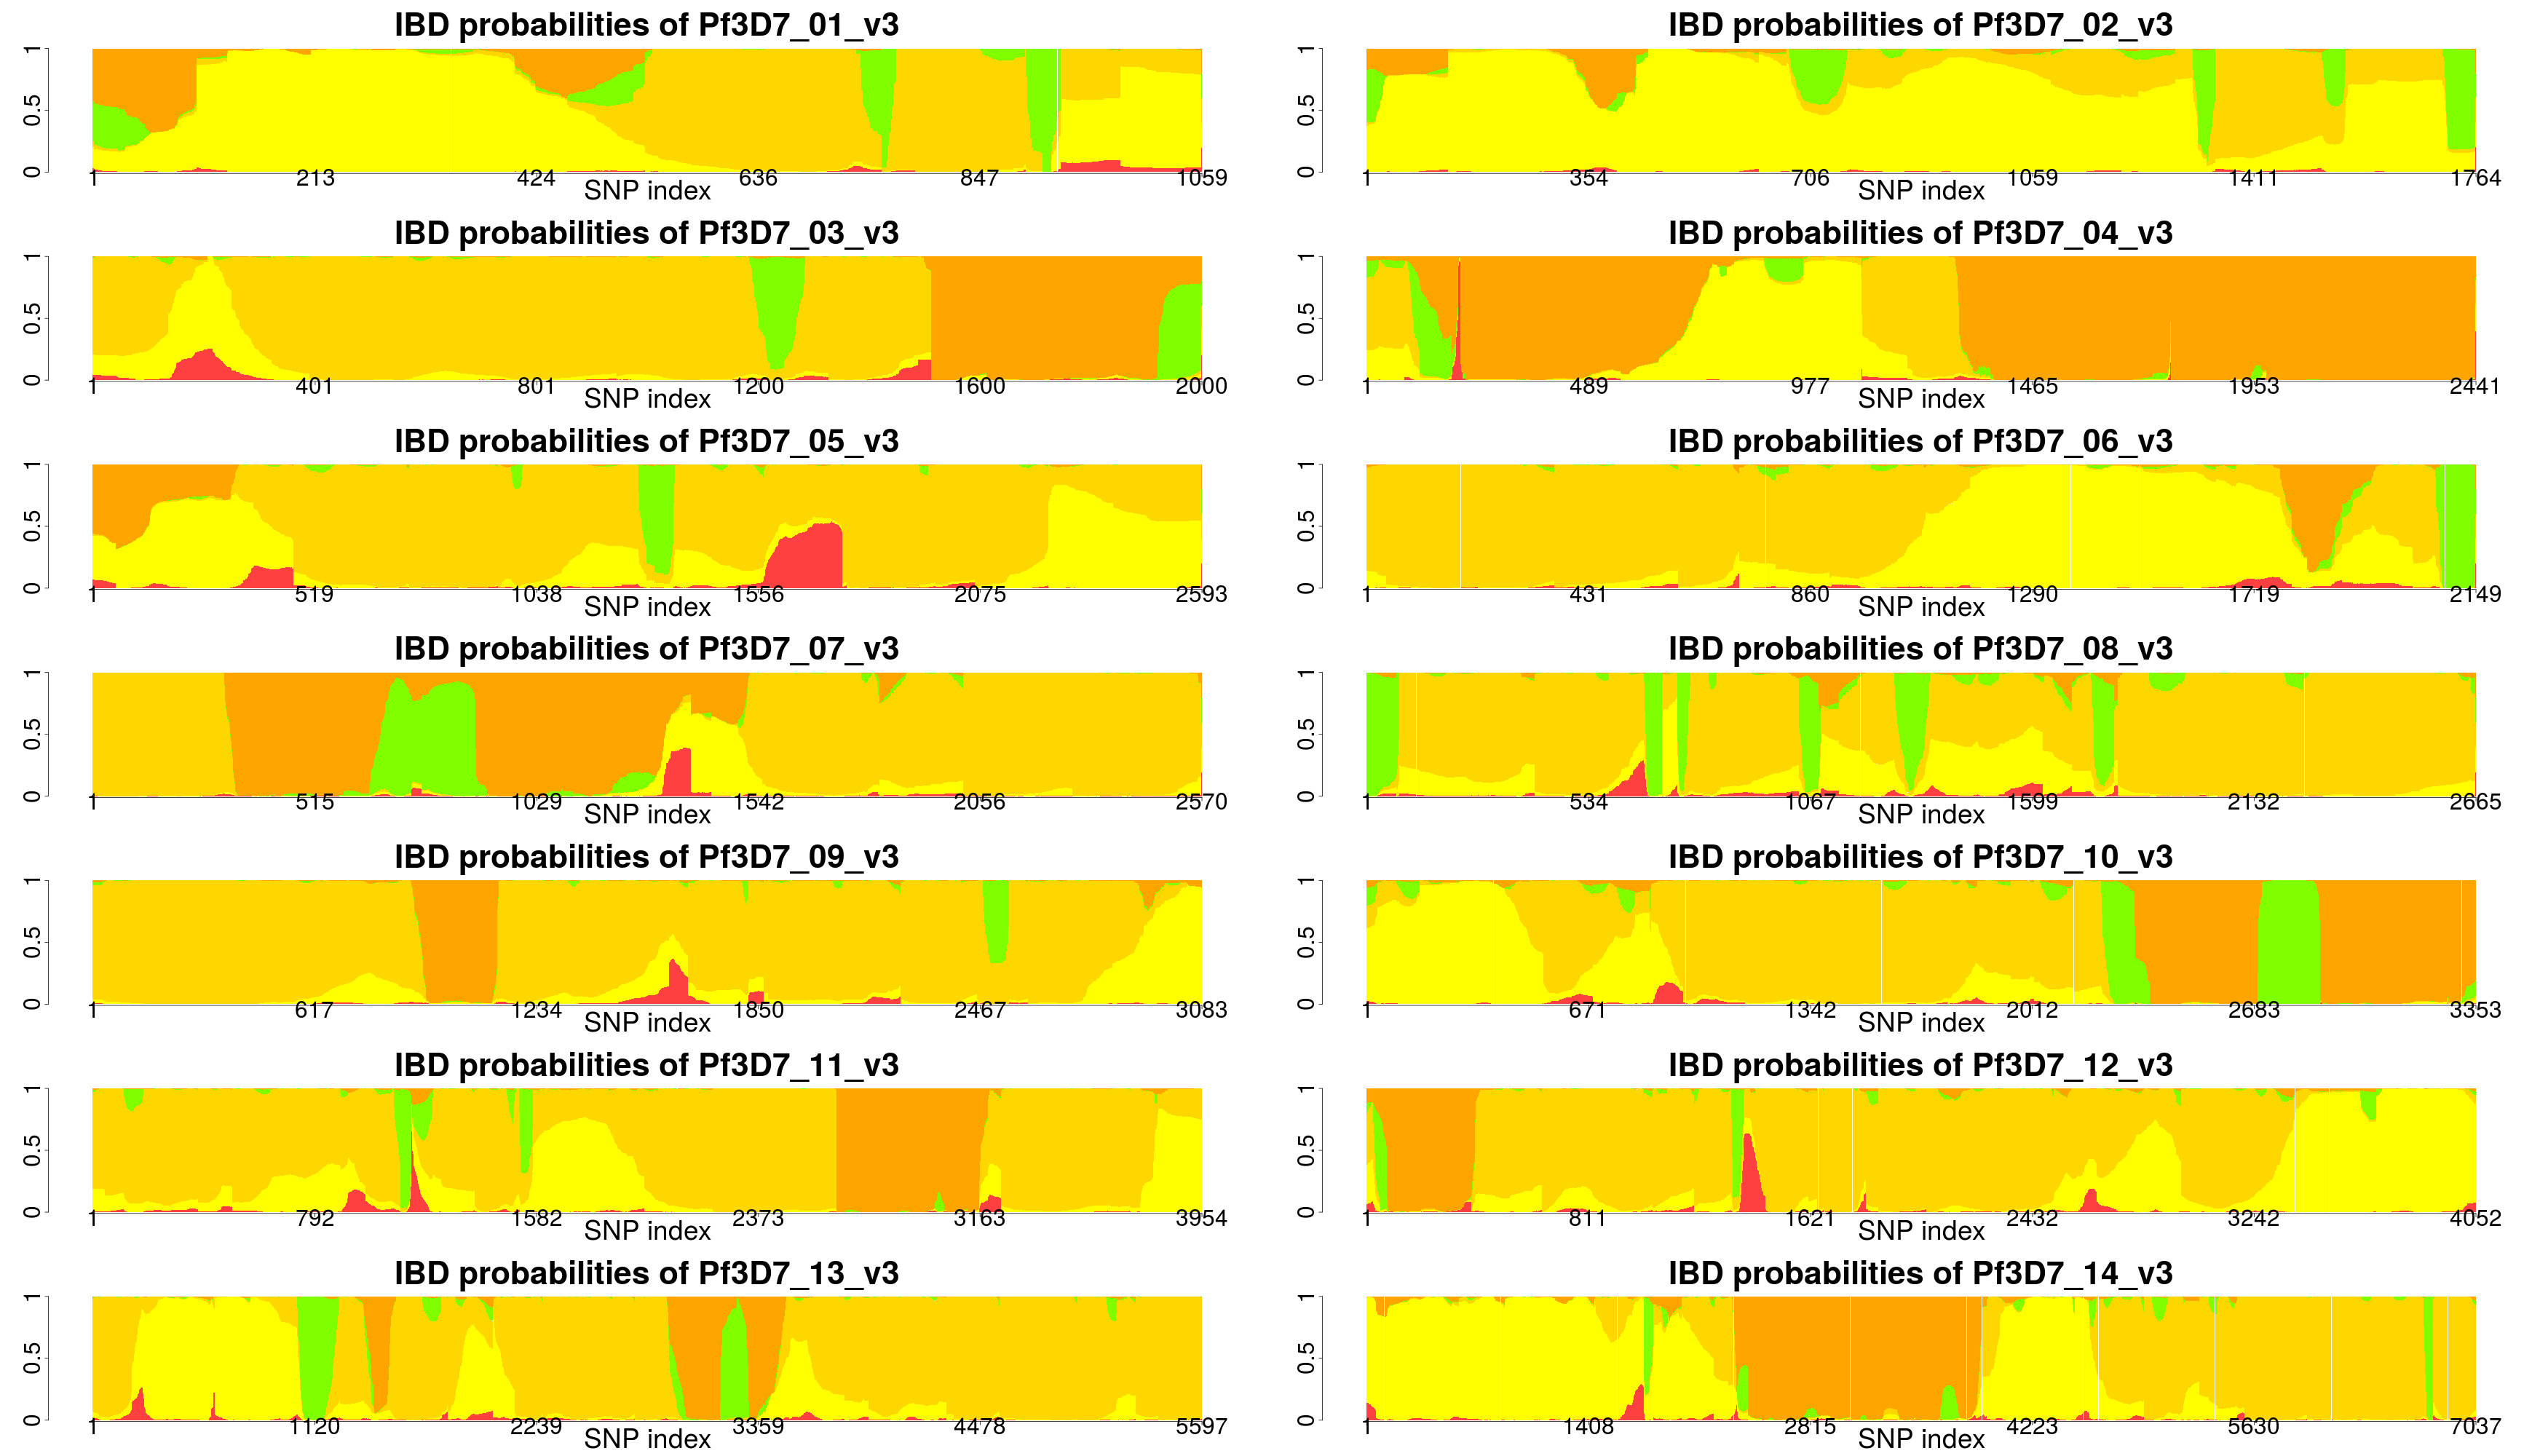 IBD probabilities of Pf3D7_01_v3
0 0.5 1
1 213 424 636 847 1059
SNP index
IBD probabilities of Pf3D7_02_v3
0 0.5 1
1 354 706 1059 1411 1764
SNP index
IBD probabilities of Pf3D7_03_v3
0 0.5 1
1 401 801 1200 1600 2000
SNP index
IBD probabilities of Pf3D7_04_v3
0 0.5 1
1 489 977 1465 1953 2441
SNP index
IBD probabilities of Pf3D7_05_v3
0 0.5 1
1 519 1038 1556 2075 2593
SNP index
IBD probabilities of Pf3D7_06_v3
0 0.5 1
1 431 860 1290 1719 2149
SNP index
IBD probabilities of Pf3D7_07_v3
0 0.5 1
1 515 1029 1542 2056 2570
SNP index
IBD probabilities of Pf3D7_08_v3
0 0.5 1
1 534 1067 1599 2132 2665
SNP index
IBD probabilities of Pf3D7_09_v3
0 0.5 1
1 617 1234 1850 2467 3083
SNP index
IBD probabilities of Pf3D7_10_v3
0 0.5 1
1 671 1342 2012 2683 3353
SNP index
IBD probabilities of Pf3D7_11_v3
0 0.5 1
1 792 1582 2373 3163 3954
SNP index
IBD probabilities of Pf3D7_12_v3
0 0.5 1
1 811 1621 2432 3242 4052
SNP index
IBD probabilities of Pf3D7_13_v3
0 0.5 1
1 1120 2239 3359 4478 5597
SNP index
IBD probabilities of Pf3D7_14_v3
0 0.5 1
1 1408 2815 4223 5630 7037
SNP index